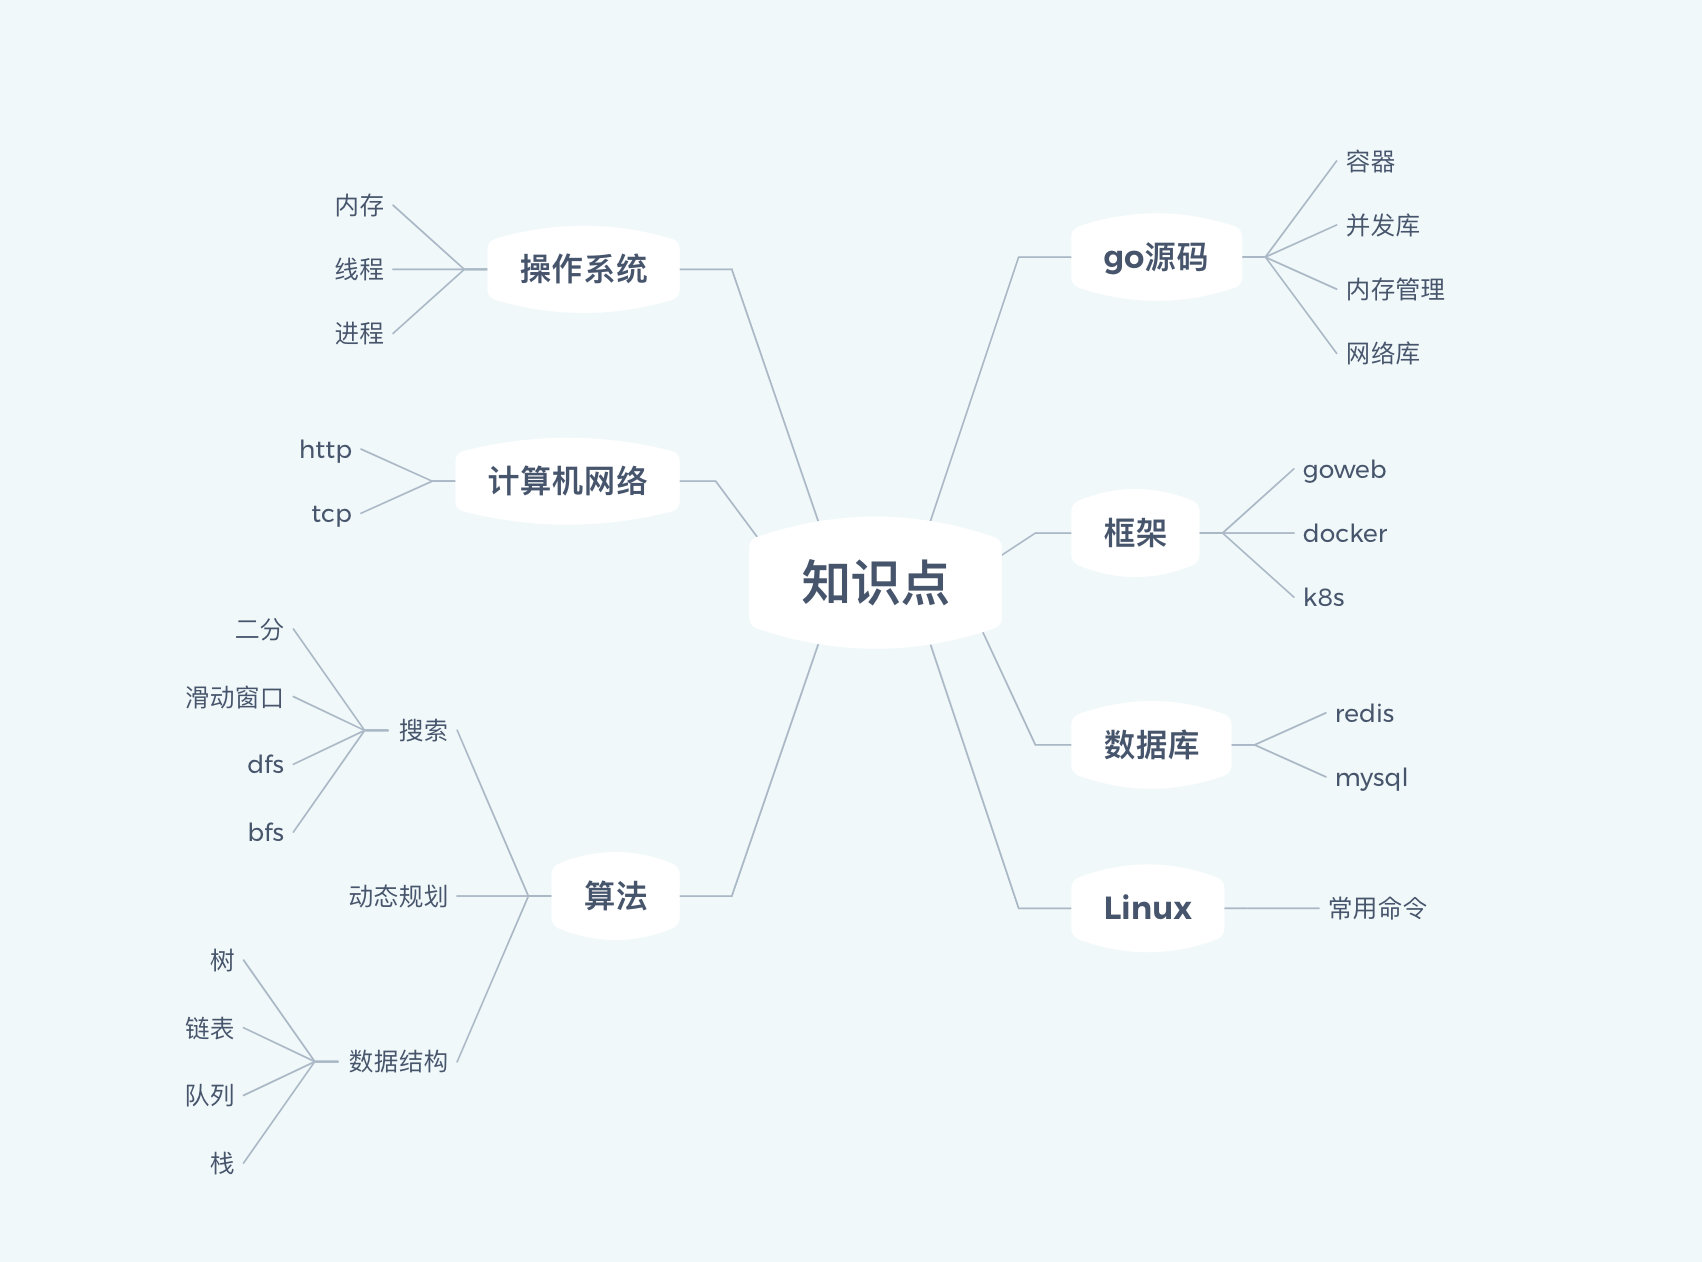 知识点
go源码
容器
并发库
内存管理
网络库
框架
goweb
docker
k8s
数据库
redis
mysql
Linux
常用命令
操作系统
内存
线程
进程
计算机网络
http
tcp
算法
搜索
二分
滑动窗口
dfs
bfs
动态规划
数据结构
树
链表
队列
栈